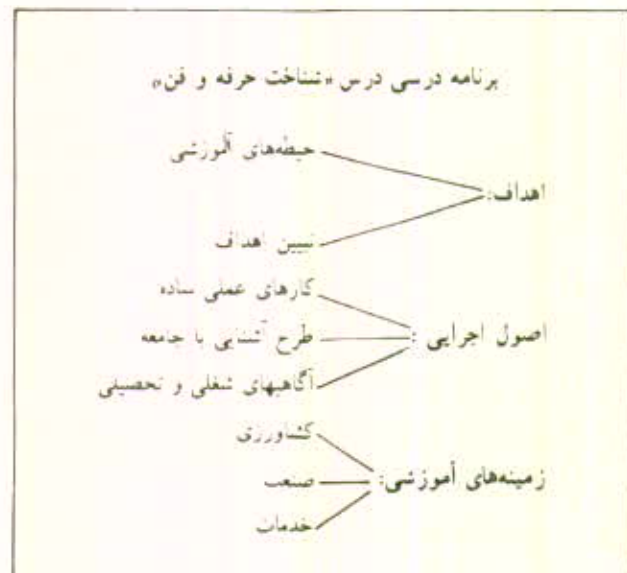 برنامه درسی درس «شناخت حرفه و فن»
حیطه‌های آموزشی
اهداف:
تبیین اهداف
کارهای عملی ساده
اصول اجرایی :
طرح آشنایی با جامعه
آگاهیهای شغلی و تحصیلی
کشاورزی
زمینه‌های آموزشی:
صنعت
خدمات